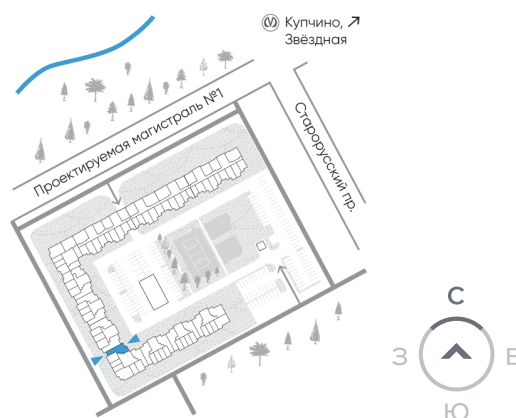 Купчино, ↗
Звёздная
Проектируемая магистраль №1
Старорусский пр.
С
З
В
Ю